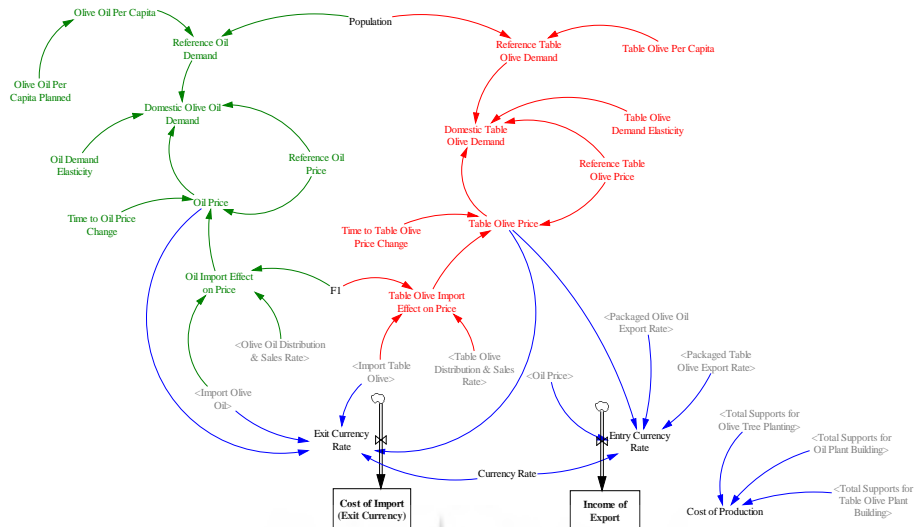 Olive Oil Per Capita
Population
Reference Oil
Demand
Reference Table
Olive Demand
Table Olive Per Capita
Olive Oil Per
Capita Planned
Domestic Olive Oil
Demand
Table Olive
Demand Elasticity
Domestic Table
Olive Demand
Oil Demand
Elasticity
Reference Oil
Price
Reference Table
Olive Price
Oil Price
Time to Oil Price
Change
Time to Table Olive
Price Change
Table Olive Price
Oil Import Effect
on Price
F1
Table Olive Import
Effect on Price
<Packaged Olive Oil
Export Rate>
<Olive Oil Distribution
& Sales Rate>
<Import Table
Olive>
<Table Olive
Distribution & Sales
Rate>
<Oil Price>
<Packaged Table
Olive Export Rate>
<Import Olive
Oil>
Exit Currency
Rate
Entry Currency
Rate
<Total Supports for
Olive Tree Planting>
<Total Supports for
Oil Plant Building>
Currency Rate
<Total Supports for
Table Olive Plant
Building>
Cost of Import
(Exit Currency)
Income of
Export
Cost of Production